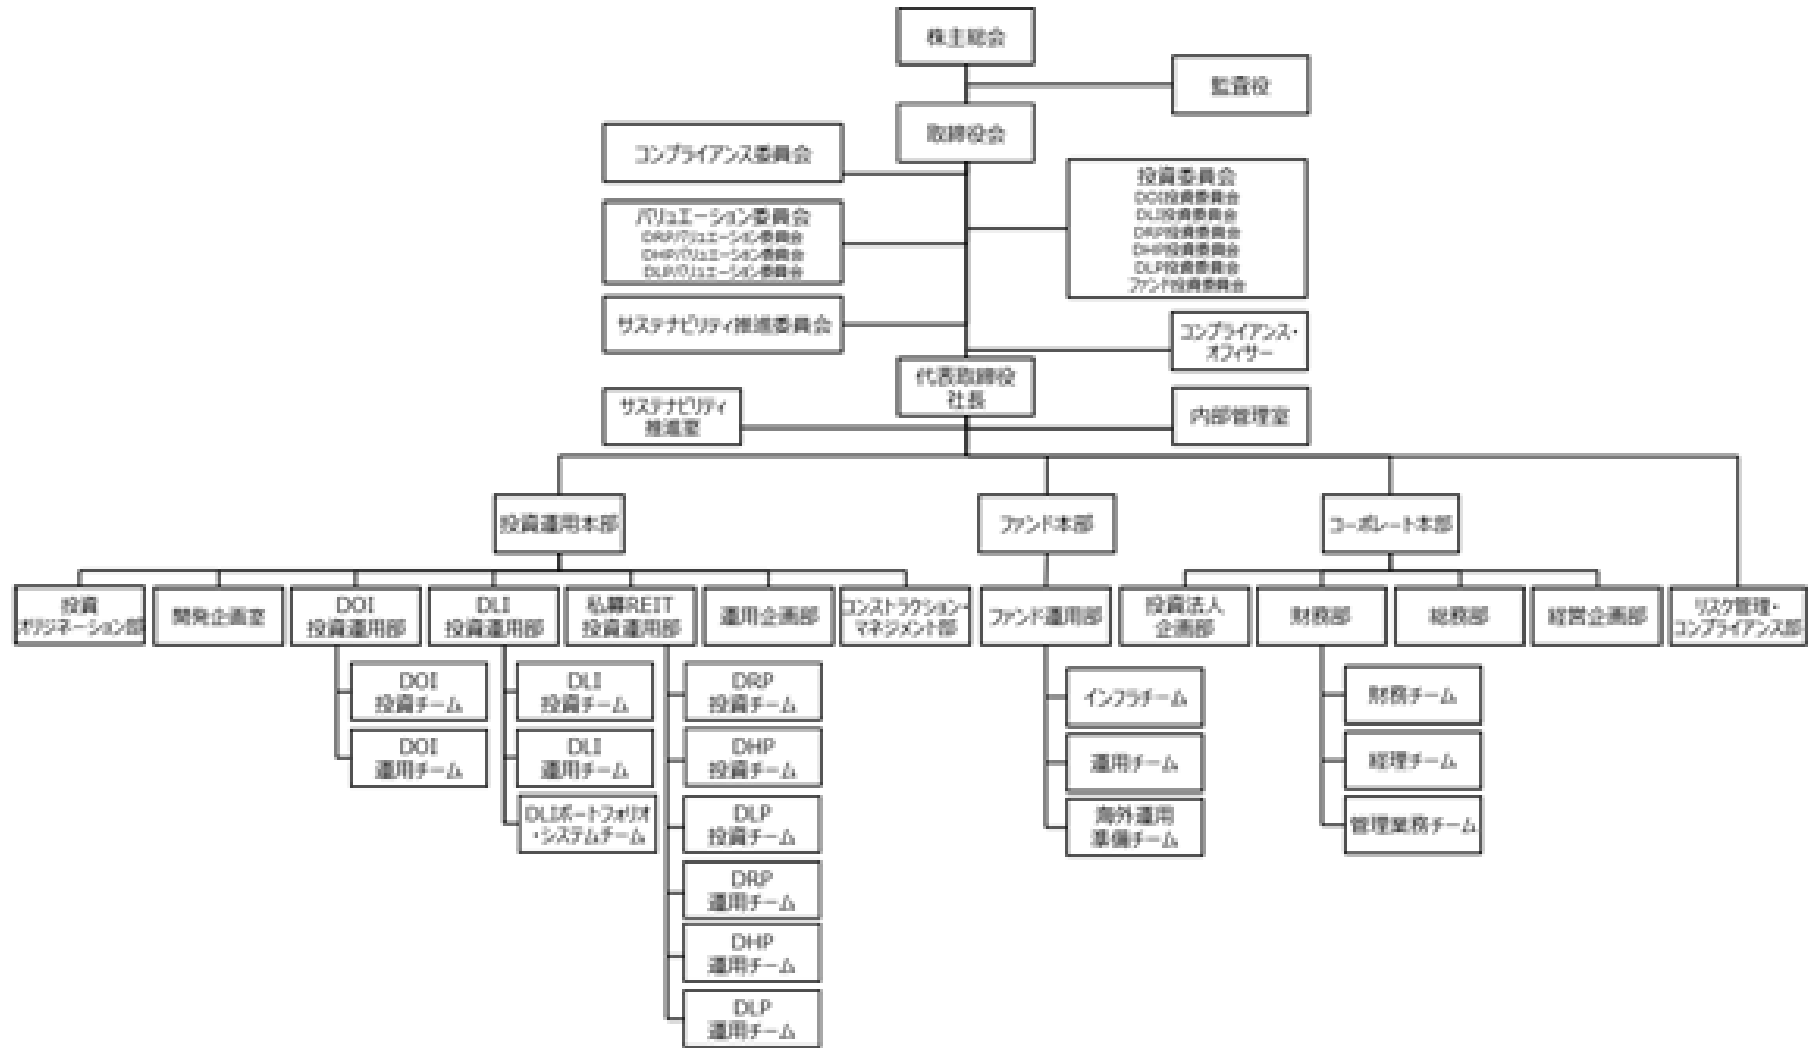 株主総会
監査役
取締役会
コンプライアンス委員会
投資委員会
DOI投資委員会
DLI投資委員会
DRP投資委員会
DHP投資委員会
DLP投資委員会
ファンド投資委員会
バリュエーション委員会
DRPバリュエーション委員会
DHPバリュエーション委員会
DLPバリュエーション委員会
サステナビリティ推進委員会
コンプライアンス・
オフィサー
代表取締役
社長
サステナビリティ
推進室
内部管理室
投資運用本部
ファンド本部
コーポレート本部
投資
オリジネーション部
開発企画室
DOI
投資運用部
DLI
投資運用部
私募REIT
投資運用部
運用企画部
コンストラクション・
マネジメント部
ファンド運用部
投資法人
企画部
財務部
総務部
経営企画部
リスク管理・
コンプライアンス部
DOI
投資チーム
DOI
運用チーム
DLI
投資チーム
DLI
運用チーム
DLIポートフォリオ
・システムチーム
DRP
投資チーム
DHP
投資チーム
DLP
投資チーム
DRP
運用チーム
DHP
運用チーム
DLP
運用チーム
インフラチーム
運用チーム
海外運用
準備チーム
財務チーム
経理チーム
管理業務チーム